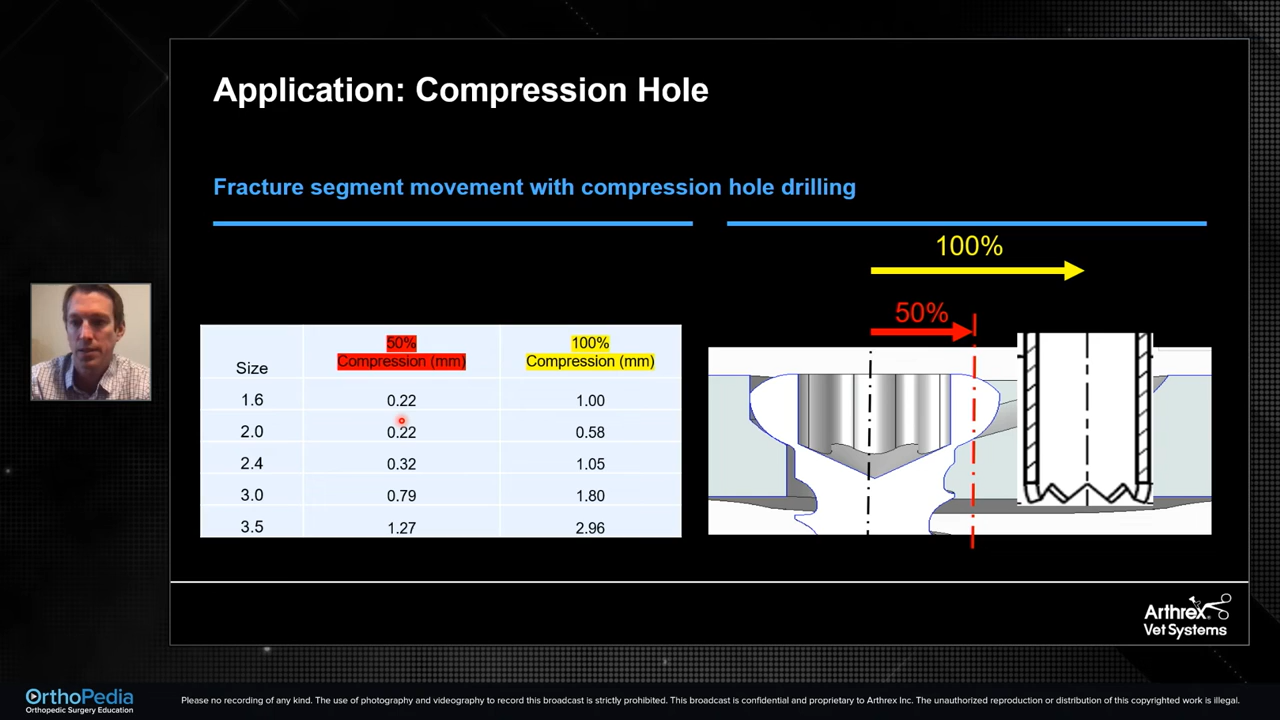 Application: Compression Hole
Fracture segment movement with compression hole drilling
100%
50%
Size 50% Compression (mm) 100% Compression (mm)
1.6 0.22 1.00
2.0 0.22 0.58
2.4 0.32 1.05
3.0 0.79 1.80
3.5 1.27 2.96
Arthrex
Vet Systems
OrthoPedia
Orthopedic Surgery Education
Please no recording of any kind. The use of photography and videography to record this broadcast is strictly prohibited. This broadcast is confidential and proprietary to Arthrex Inc. The unauthorized reproduction or distribution of this copyrighted work is illegal.